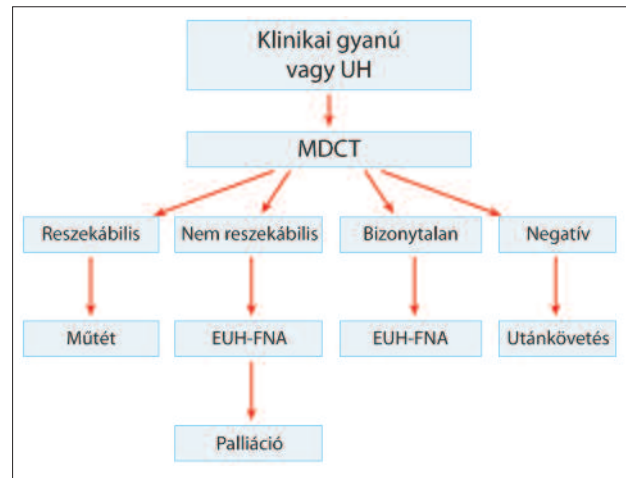 Klinikai gyanú
vagy UH
MDCT
Reszekábilis
Nem reszekábilis
Bizonytalan
Negatív
Műtét
EUH-FNA
EUH-FNA
Utánkövetés
Palliáció